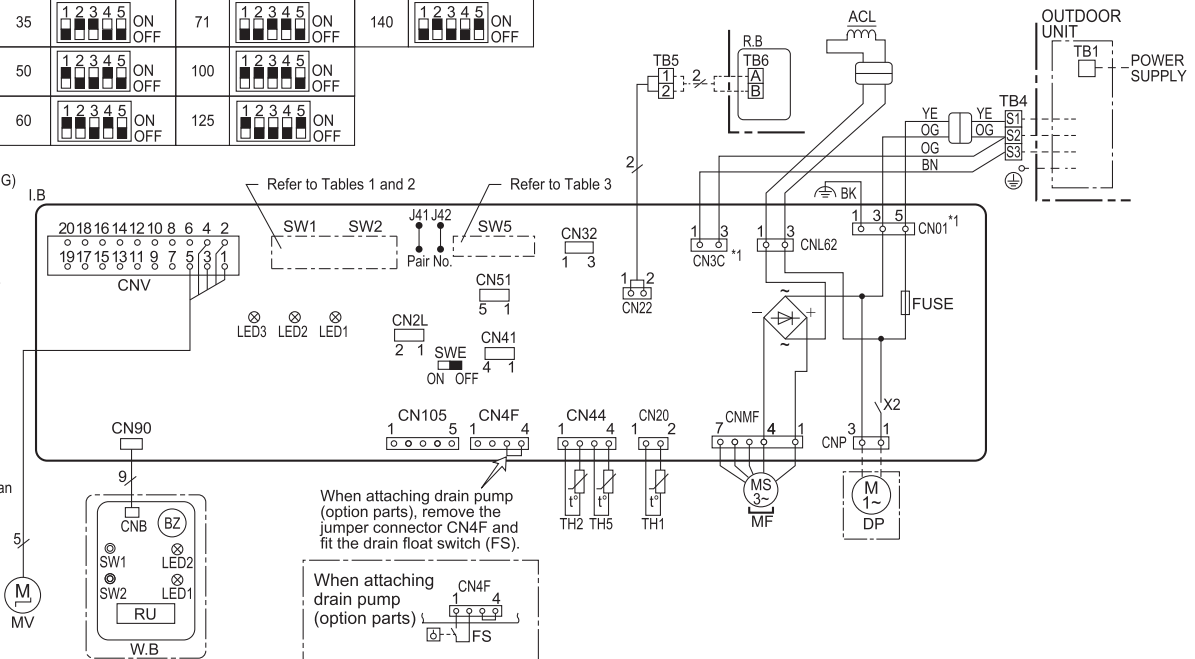 35
1 2 3 4 5
ON
OFF
71
1 2 3 4 5
ON
OFF
140
1 2 3 4 5
ON
OFF
50
1 2 3 4 5
ON
OFF
100
1 2 3 4 5
ON
OFF
60
1 2 3 4 5
ON
OFF
125
1 2 3 4 5
ON
OFF
ACL
OUTDOOR
UNIT
TB1
POWER
SUPPLY
R.B
TB5
TB6
1
2
2
A
B
TB4
YE
YE
S1
OG
OG
S2
OG
S3
BN
2
BK
G)
I.B
Refer to Tables 1 and 2
Refer to Table 3
20 18 16 14 12 10 8 6 4 2
19 17 15 13 11 9 7 5 3 1
CNV
SW1
SW2
J41 J42
Pair No.
SW5
CN32
1 3
1 3
CN3C *1
1 3
CNL62
1 3 5
CN01 *1
CN51
5 1
1 2
CN22
FUSE
LED3 LED2 LED1
CN2L
2 1
CN41
4 1
SWE
ON OFF
~
− +
~
X2
CN90
CN105
1 5
CN4F
1 4
CN44
1 4
CN20
1 2
CNMF
7 4 1
CNP
3 1
9
an
5
M
MV
CNB
BZ
SW1
LED2
SW2
LED1
RU
W.B
When attaching drain pump
(option parts), remove the
jumper connector CN4F and
fit the drain float switch (FS).
t° t°
TH2 TH5
t°
TH1
MS
3~
MF
M
1~
DP
When attaching
drain pump
(option parts)
CN4F
1 4
FS